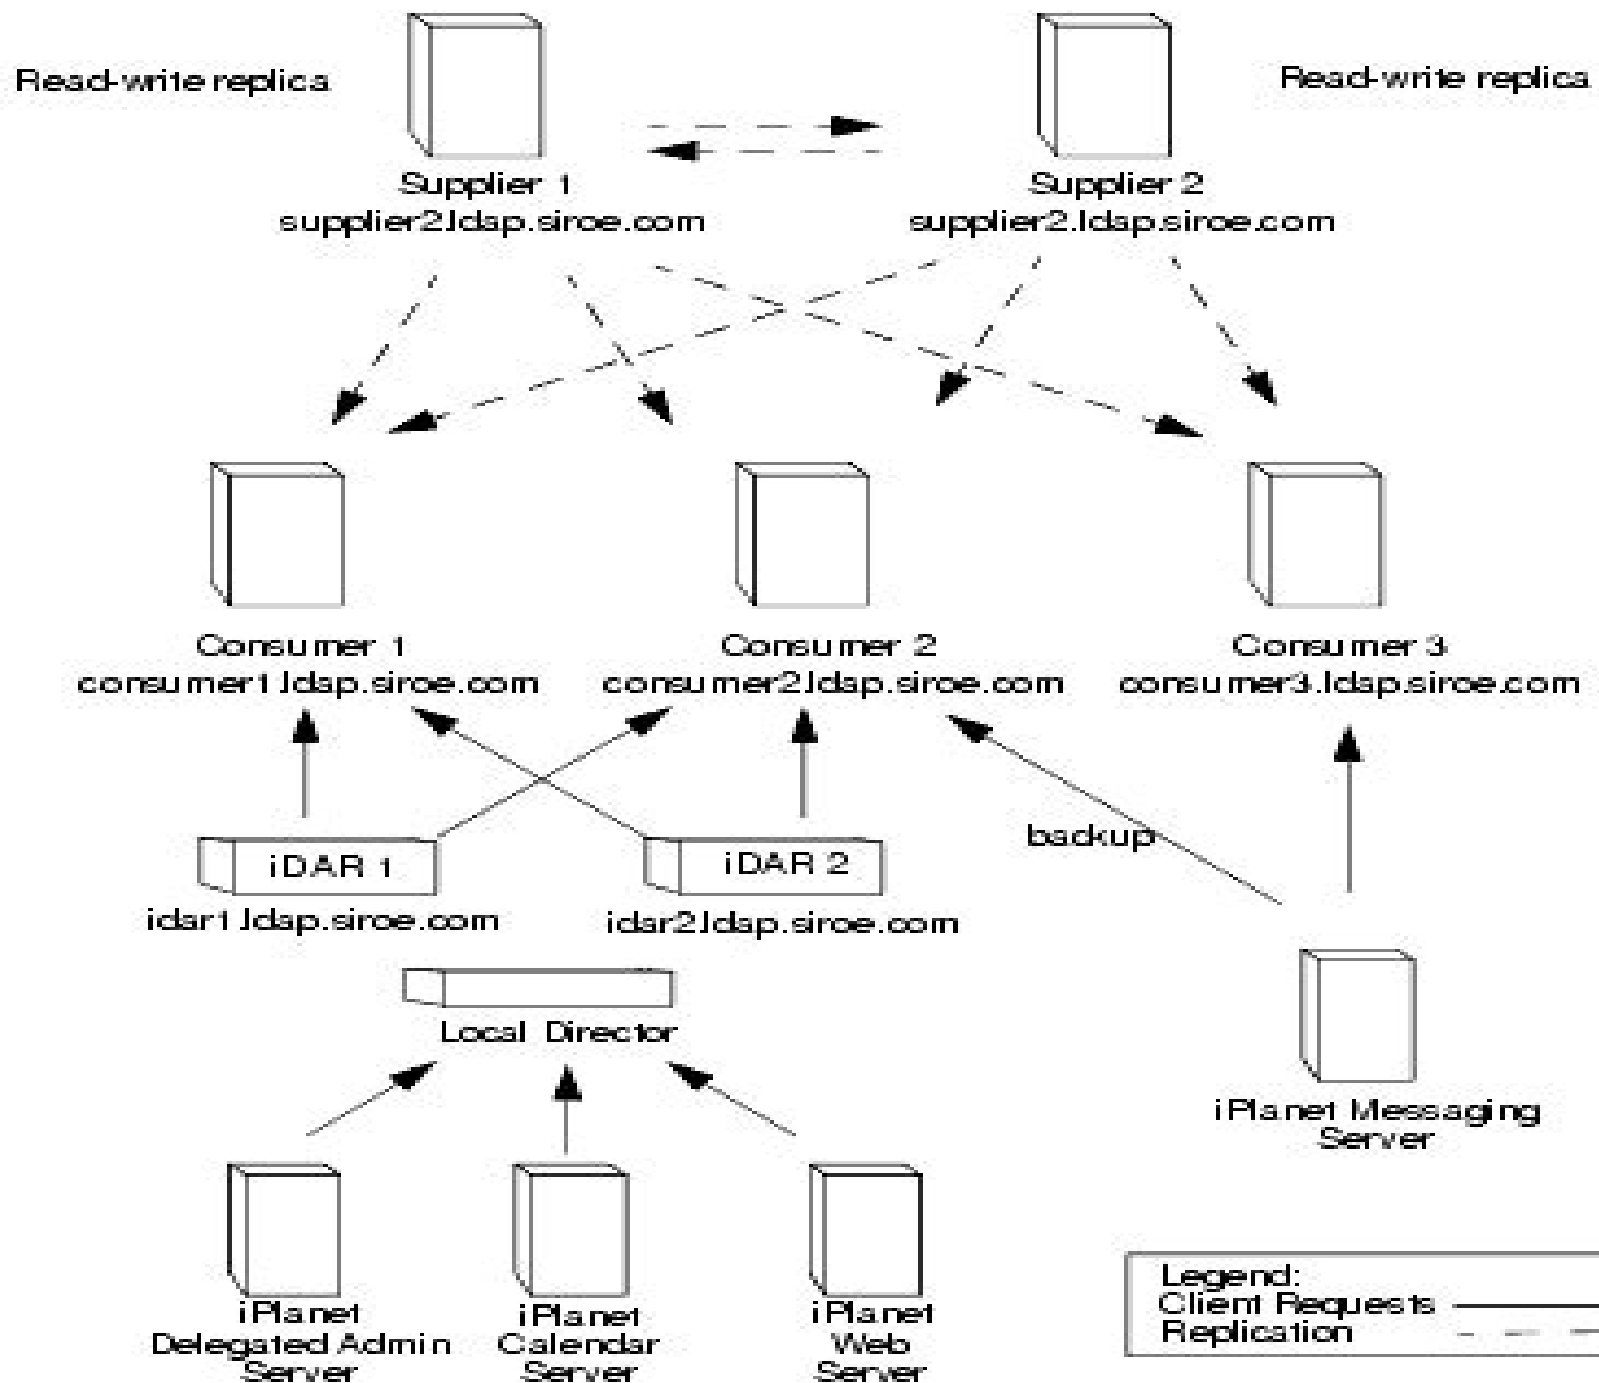 Read-write replica
Read-write replica
Supplier 1
supplier2.ldap.siroe.com
Supplier 2
supplier2.ldap.siroe.com
Consumer 1
consumer1.ldap.siroe.com
Consumer 2
consumer2.ldap.siroe.com
Consumer 3
consumer3.ldap.siroe.com
backup
iDAR 1
idar1.ldap.siroe.com
iDAR 2
idar2.ldap.siroe.com
Local Director
iPlanet Messaging
Server
iPlanet
Delegated Admin
Server
iPlanet
Calendar
Server
iPlanet
Web
Server
Legend:
Client Requests
Replication